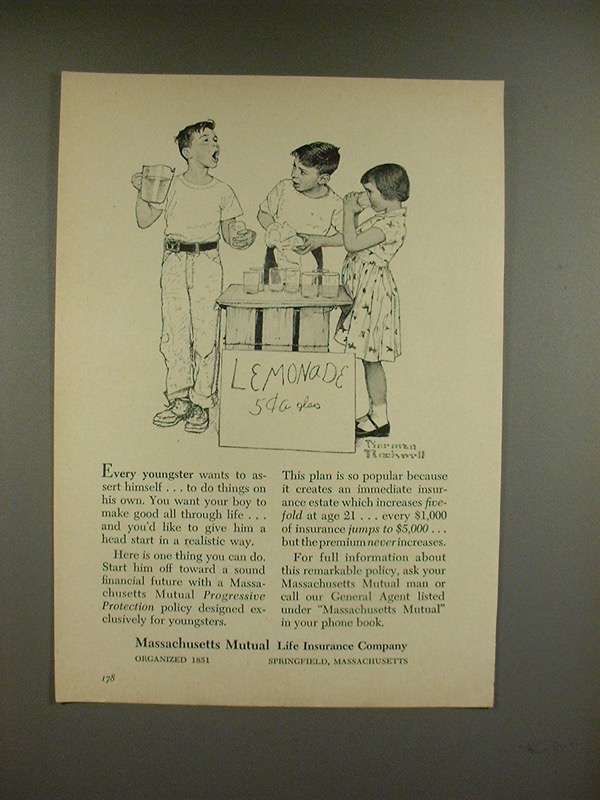 LEMONADE
5¢ a glas
Norman
Rockwell
Every youngster wants to as-
sert himself . . . to do things on
his own. You want your boy to
make good all through life . . .
and you'd like to give him a
head start in a realistic way.
Here is one thing you can do.
Start him off toward a sound
financial future with a Massa-
chusetts Mutual Progressive
Protection policy designed ex-
clusively for youngsters.
This plan is so popular because
it creates an immediate insur-
ance estate which increases five-
fold at age 21 . . . every $1,000
of insurance jumps to $5,000 . . .
but the premium never increases.
For full information about
this remarkable policy, ask your
Massachusetts Mutual man or
call our General Agent listed
under "Massachusetts Mutual"
in your phone book.
Massachusetts Mutual Life Insurance Company
ORGANIZED 1851 SPRINGFIELD, MASSACHUSETTS
178